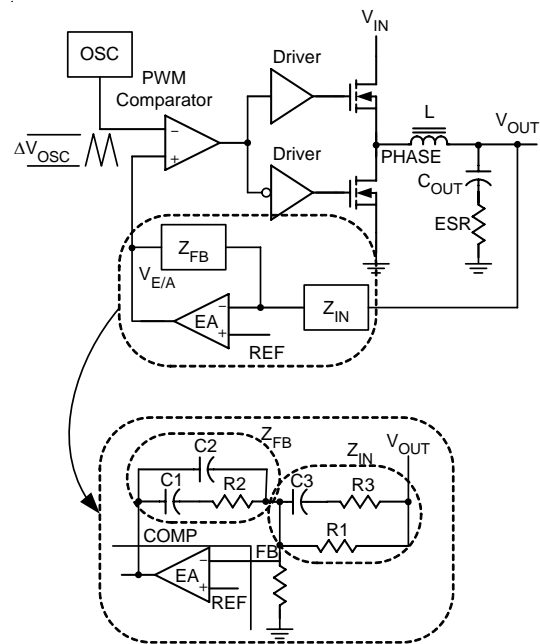 V_IN
OSC
Driver
PWM
Comparator
L
V_OUT
−
+
ΔV_OSC
Driver
PHASE
C_OUT
ESR
Z_FB
V_E/A
−
EA
+
Z_IN
REF
C2
Z_FB
Z_IN
V_OUT
C1
R2
C3
R3
COMP
FB
R1
−
EA
+
REF